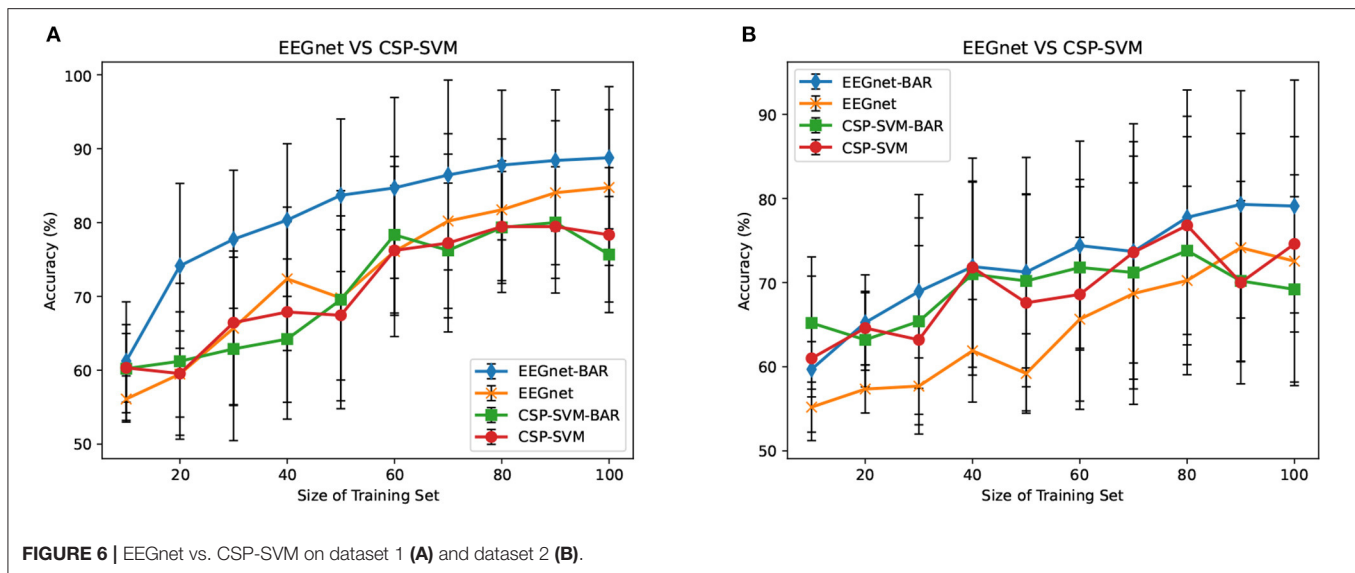 A
EEGnet VS CSP-SVM
100
90
80
70
60
50
Accuracy (%)
20
40
60
80
100
Size of Training Set
EEGnet-BAR
EEGnet
CSP-SVM-BAR
CSP-SVM
B
EEGnet VS CSP-SVM
90
80
70
60
50
Accuracy (%)
20
40
60
80
100
Size of Training Set
EEGnet-BAR
EEGnet
CSP-SVM-BAR
CSP-SVM
FIGURE 6 | EEGnet vs. CSP-SVM on dataset 1 (A) and dataset 2 (B).